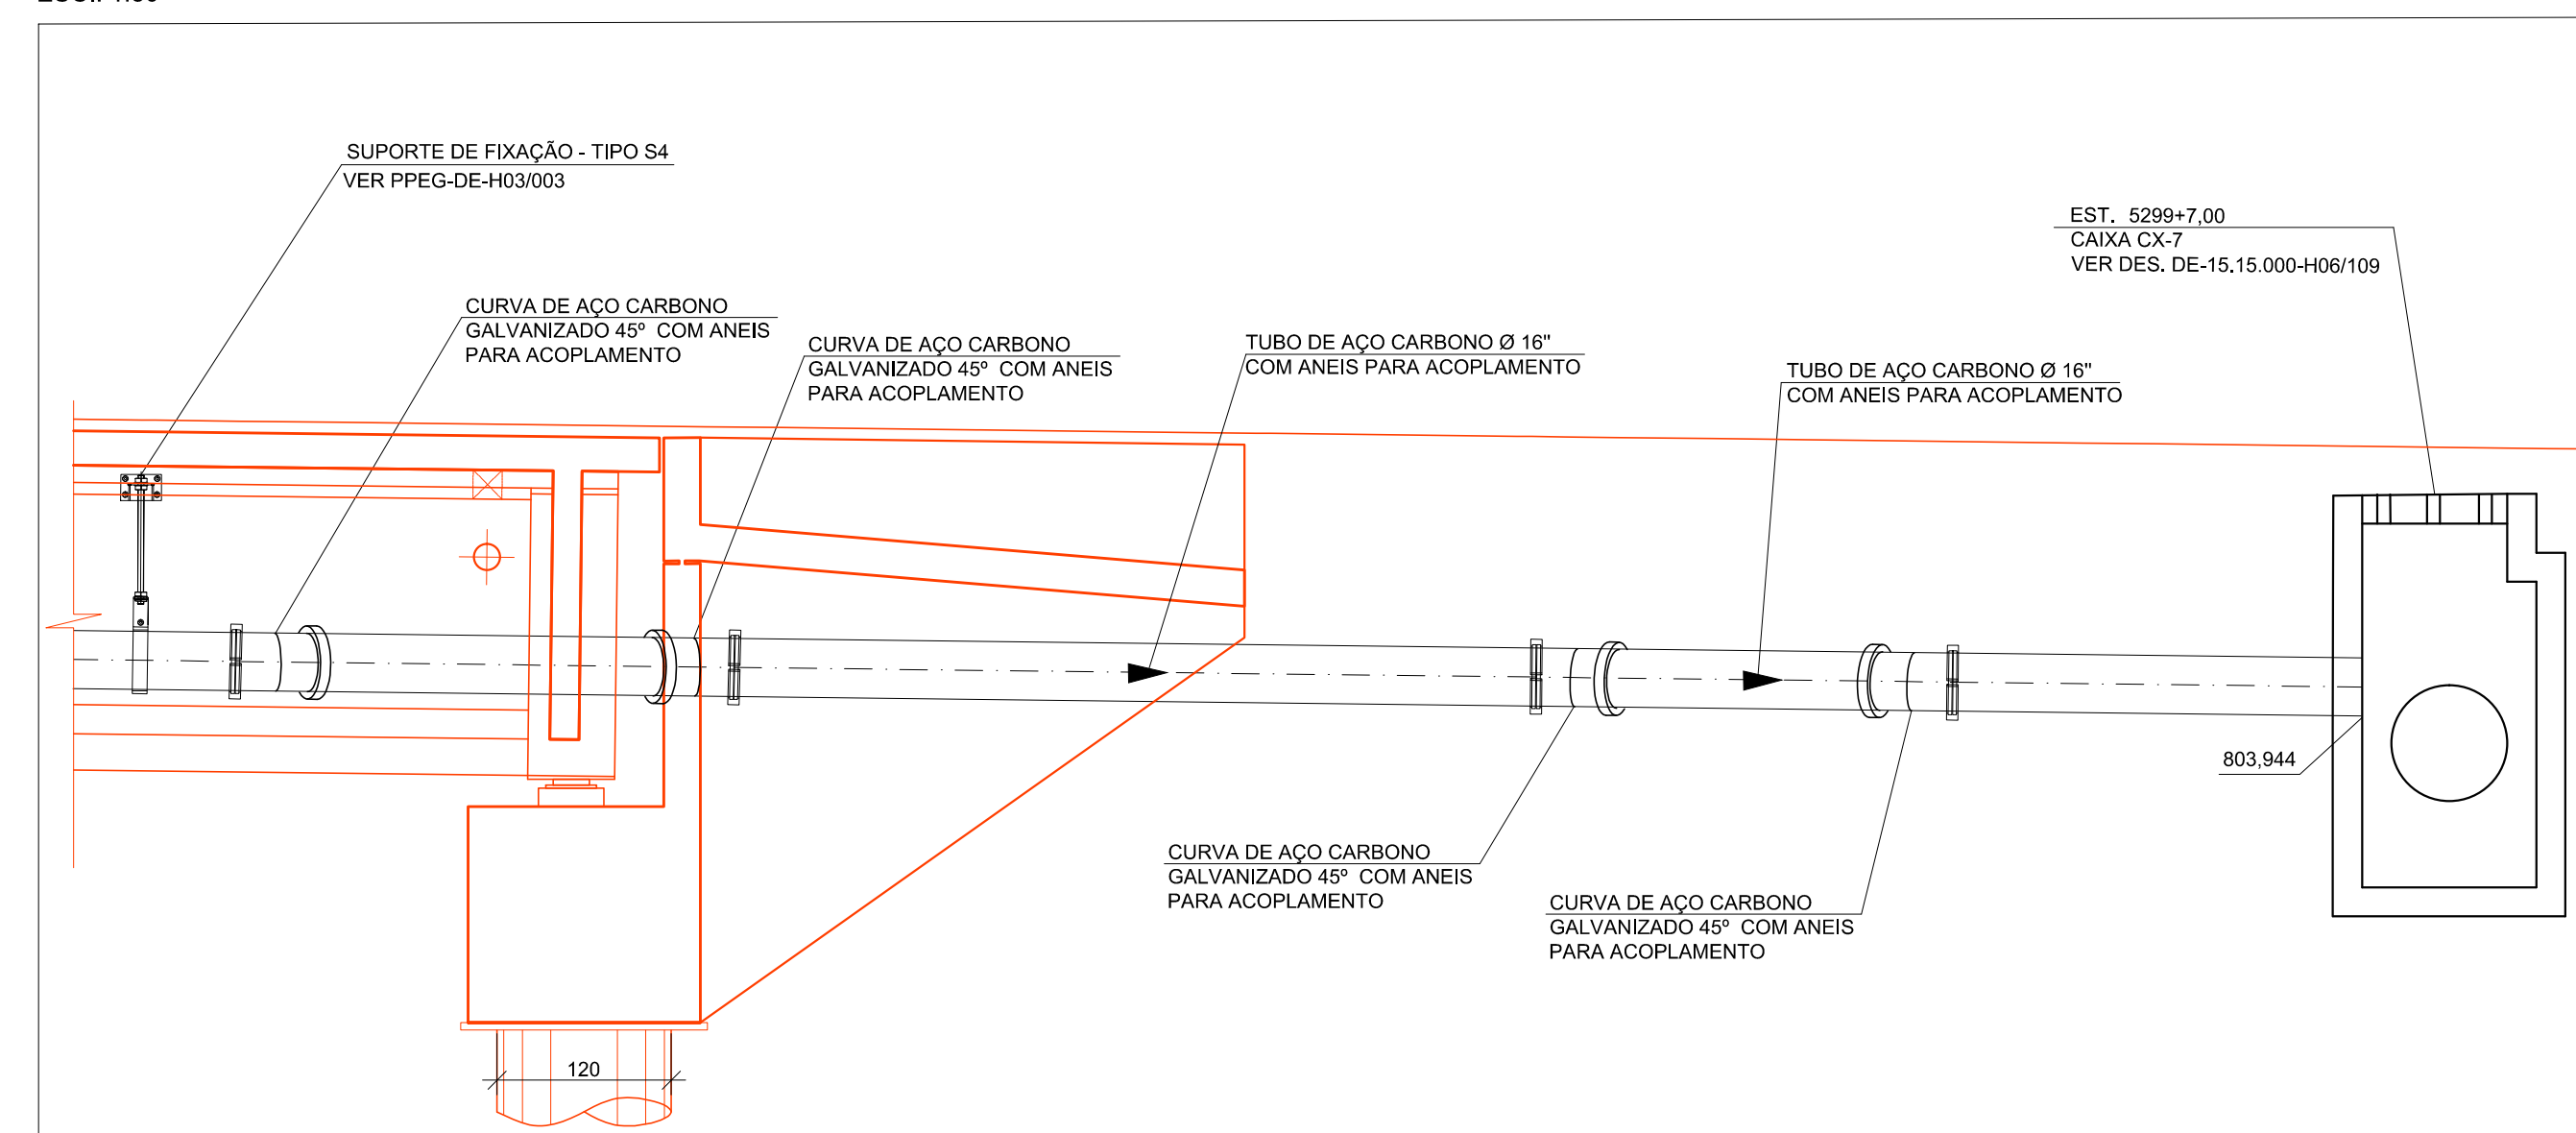 SUPORTE DE FIXAÇÃO - TIPO S4
VER PPEG-DE-H03/003
EST. 5299+7,00
CAIXA CX-7
VER DES. DE-15.15.000-H06/109
CURVA DE AÇO CARBONO
GALVANIZADO 45º COM ANEIS
PARA ACOPLAMENTO
CURVA DE AÇO CARBONO
GALVANIZADO 45º COM ANEIS
PARA ACOPLAMENTO
TUBO DE AÇO CARBONO Ø 16"
COM ANEIS PARA ACOPLAMENTO
TUBO DE AÇO CARBONO Ø 16"
COM ANEIS PARA ACOPLAMENTO
803,944
CURVA DE AÇO CARBONO
GALVANIZADO 45º COM ANEIS
PARA ACOPLAMENTO
CURVA DE AÇO CARBONO
GALVANIZADO 45º COM ANEIS
PARA ACOPLAMENTO
120